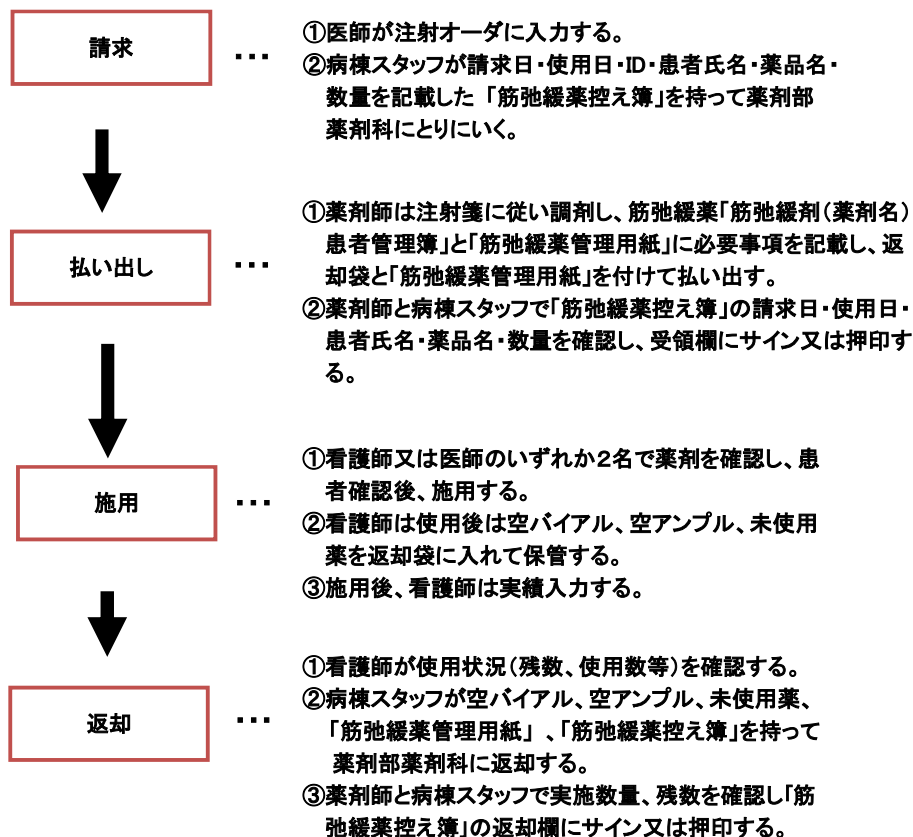 請求
…
①医師が注射オーダに入力する。
②病棟スタッフが請求日・使用日・ID・患者氏名・薬品名・
数量を記載した 「筋弛緩薬控え簿」を持って薬剤部
薬剤科にとりにいく。
払い出し
…
①薬剤師は注射箋に従い調剤し、筋弛緩薬「筋弛緩剤(薬剤名)
患者管理簿」と「筋弛緩薬管理用紙」に必要事項を記載し、返
却袋と「筋弛緩薬管理用紙」を付けて払い出す。
②薬剤師と病棟スタッフで「筋弛緩薬控え簿」の請求日・使用日・
患者氏名・薬品名・数量を確認し、受領欄にサイン又は押印す
る。
施用
…
①看護師又は医師のいずれか2名で薬剤を確認し、患
者確認後、施用する。
②看護師は使用後は空バイアル、空アンプル、未使用
薬を返却袋に入れて保管する。
③施用後、看護師は実績入力する。
返却
…
①看護師が使用状況(残数、使用数等)を確認する。
②病棟スタッフが空バイアル、空アンプル、未使用薬、
「筋弛緩薬管理用紙」 、「筋弛緩薬控え簿」を持って
薬剤部薬剤科に返却する。
③薬剤師と病棟スタッフで実施数量、残数を確認し「筋
弛緩薬控え簿」の返却欄にサイン又は押印する。